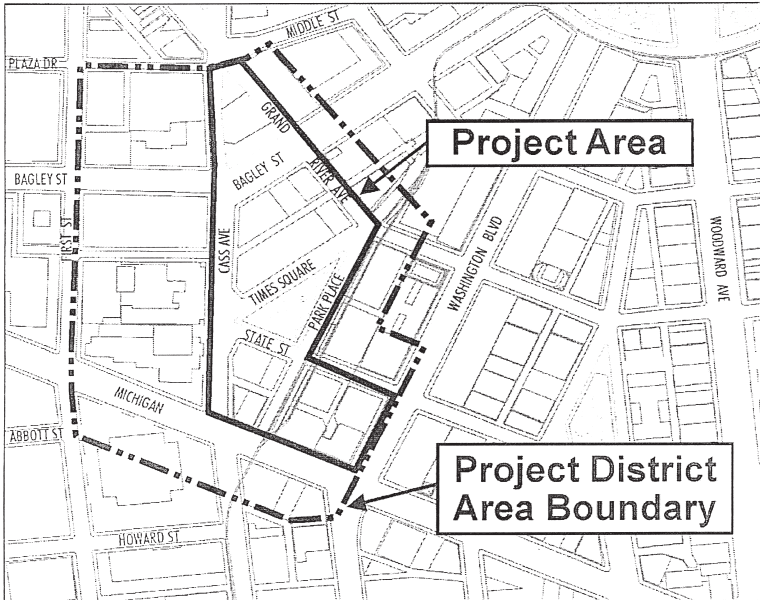 MIDDLE ST
PLAZA DR
GRAND
RIVER AVE
Project Area
BAGLEY ST
BAGLEY ST
FIRST ST
CASS AVE
WASHINGTON BLVD
WOODWARD AVE
TIMES SQUARE
PARK PLACE
STATE ST
MICHIGAN
ABBOTT ST
Project District
Area Boundary
HOWARD ST